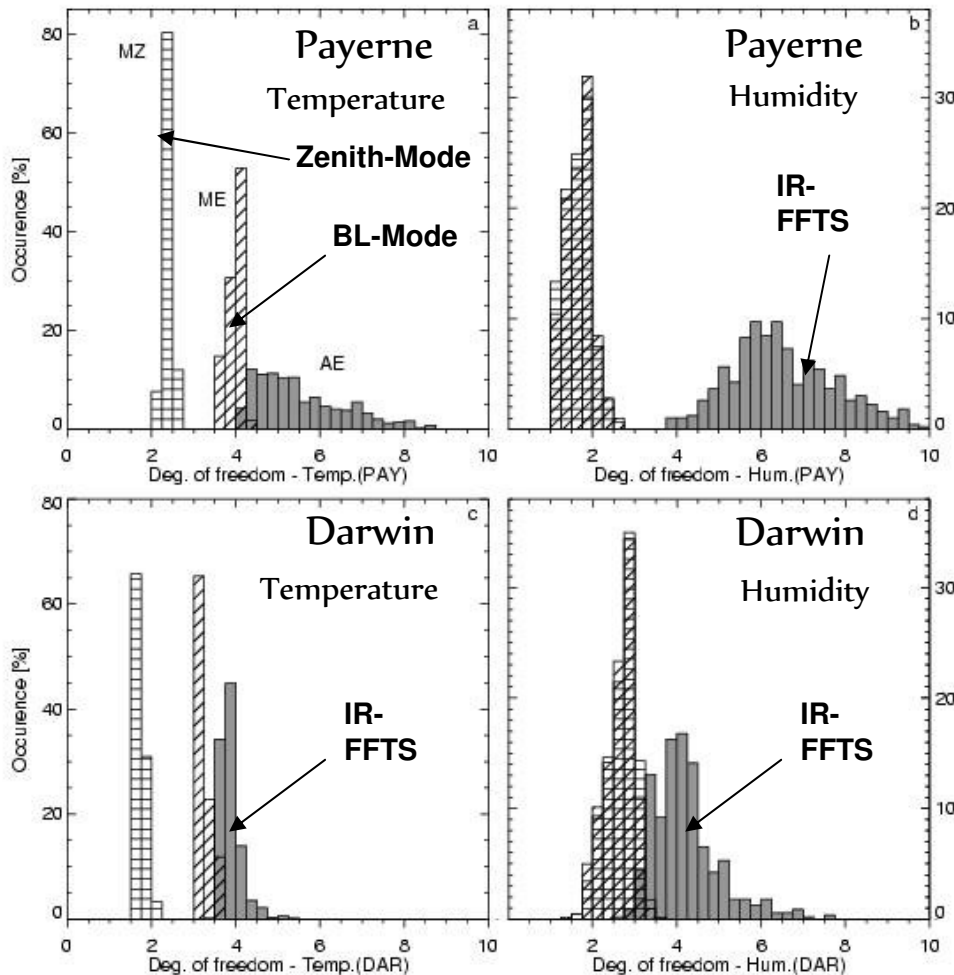 a
Payerne
Temperature
MZ
Zenith-Mode
ME
BL-Mode
AE
Occurence [%]
80
60
40
20
0
0 2 4 6 8 10
Deg. of freedom - Temp.(PAY)
b
Payerne
Humidity
IR-
FFTS
30
20
10
0
2 4 6 8 10
Deg. of freedom - Hum.(PAY)
c
Darwin
Temperature
IR-
FFTS
Occurence [%]
80
60
40
20
0
0 2 4 6 8 10
Deg. of freedom - Temp.(DAR)
d
Darwin
Humidity
IR-
FFTS
30
20
10
0
2 4 6 8 10
Deg. of freedom - Hum.(DAR)